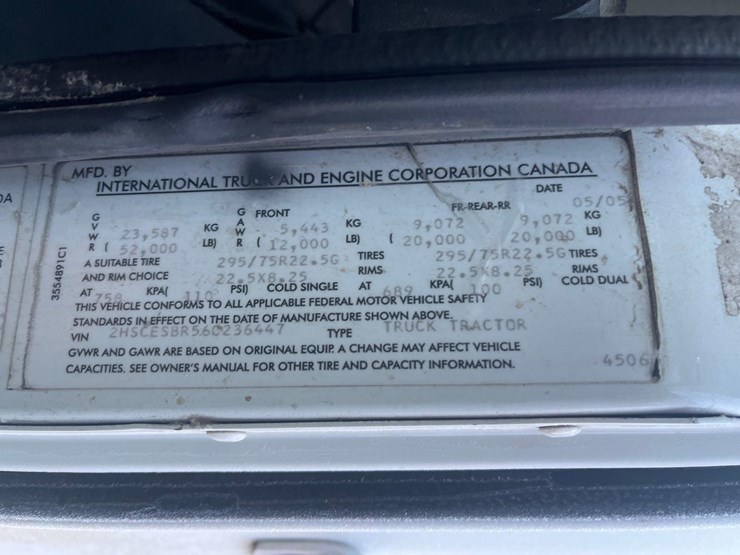 MFD. BY
INTERNATIONAL TRUCK AND ENGINE CORPORATION CANADA
DATE
GVWR 23,587 KG GAWR FRONT 5,443 KG FR-REAR-RR 9,072 9,072 KG 05/05
( 52,000 LB) ( 12,000 LB) ( 20,000 20,000 LB)
A SUITABLE TIRE 295/75R22.5G TIRES 295/75R22.5G TIRES
AND RIM CHOICE 22.5X8.25 RIMS 22.5X8.25 RIMS
AT 758 KPA( 110 PSI) COLD SINGLE AT 689 KPA( 100 PSI) COLD DUAL
THIS VEHICLE CONFORMS TO ALL APPLICABLE FEDERAL MOTOR VEHICLE SAFETY
STANDARDS IN EFFECT ON THE DATE OF MANUFACTURE SHOWN ABOVE.
VIN 2HSCESBR56C236447 TYPE TRUCK TRACTOR
GVWR AND GAWR ARE BASED ON ORIGINAL EQUIP. A CHANGE MAY AFFECT VEHICLE
CAPACITIES. SEE OWNER'S MANUAL FOR OTHER TIRE AND CAPACITY INFORMATION.
4506
3554891C1
DA